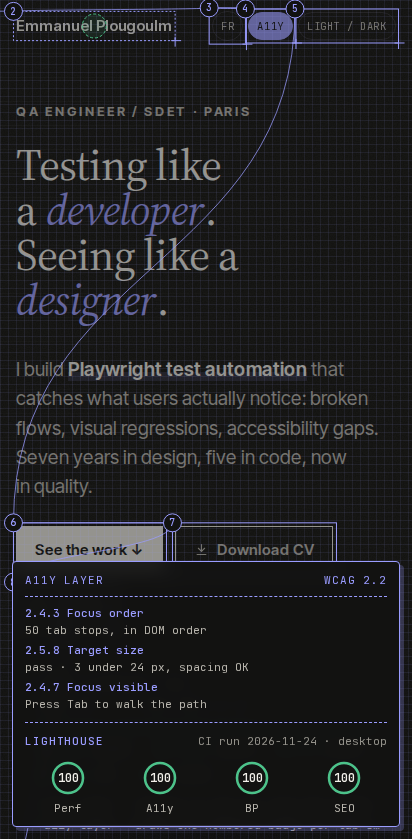 2
3
4
5
Emmanuel Plougoulm
FR
A11Y
LIGHT / DARK
QA ENGINEER / SDET · PARIS
Testing like
a developer.
Seeing like a
designer.
I build Playwright test automation that
catches what users actually notice: broken
flows, visual regressions, accessibility gaps.
Seven years in design, five in code, now
in quality.
6
7
See the work ↓
Download CV
A11Y LAYER
WCAG 2.2
2.4.3 Focus order
50 tab stops, in DOM order
2.5.8 Target size
pass · 3 under 24 px, spacing OK
2.4.7 Focus visible
Press Tab to walk the path
LIGHTHOUSE
CI run 2026-11-24 · desktop
100
100
100
100
Perf
A11y
BP
SEO